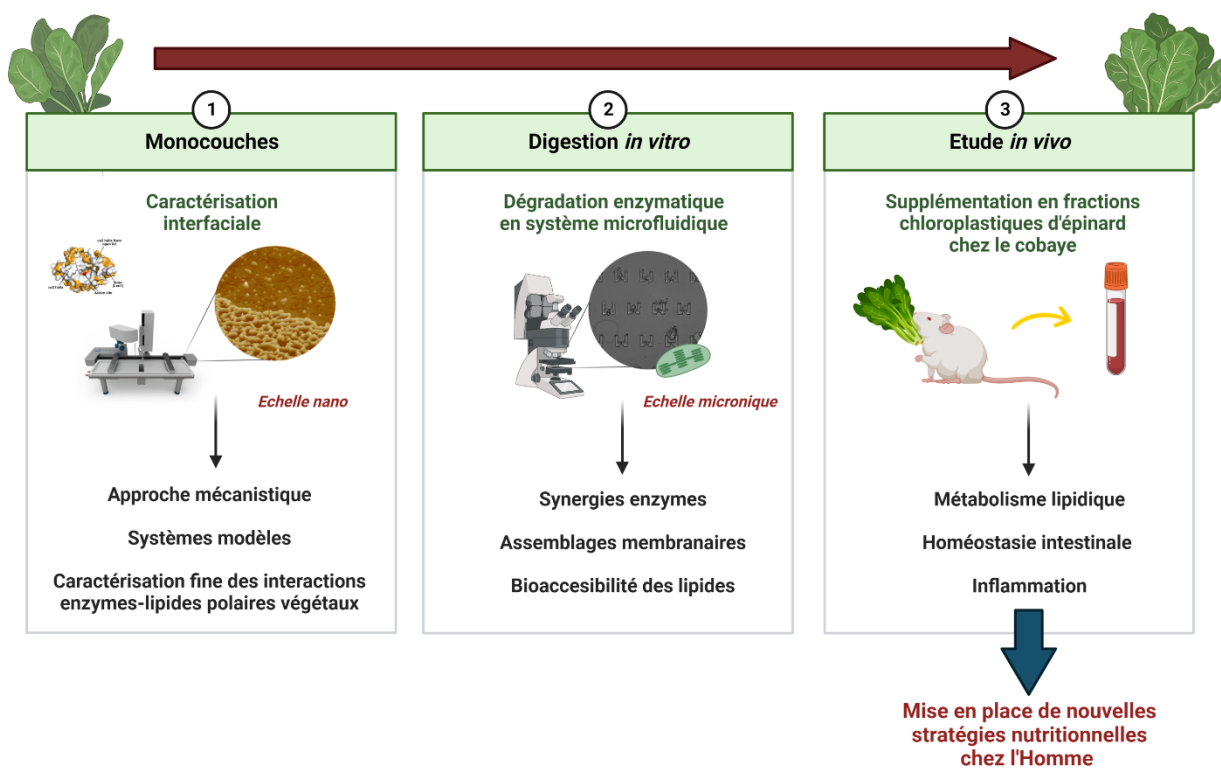 1
Monocouches
Caractérisation
interfaciale
Echelle nano
Approche mécanistique
Systèmes modèles
Caractérisation fine des interactions
enzymes-lipides polaires végétaux
2
Digestion in vitro
Dégradation enzymatique
en système microfluidique
Echelle micronique
Synergies enzymes
Assemblages membranaires
Bioaccesibilité des lipides
3
Etude in vivo
Supplémentation en fractions
chloroplastiques d'épinard
chez le cobaye
Métabolisme lipidique
Homéostasie intestinale
Inflammation
Mise en place de nouvelles
stratégies nutritionnelles
chez l'Homme